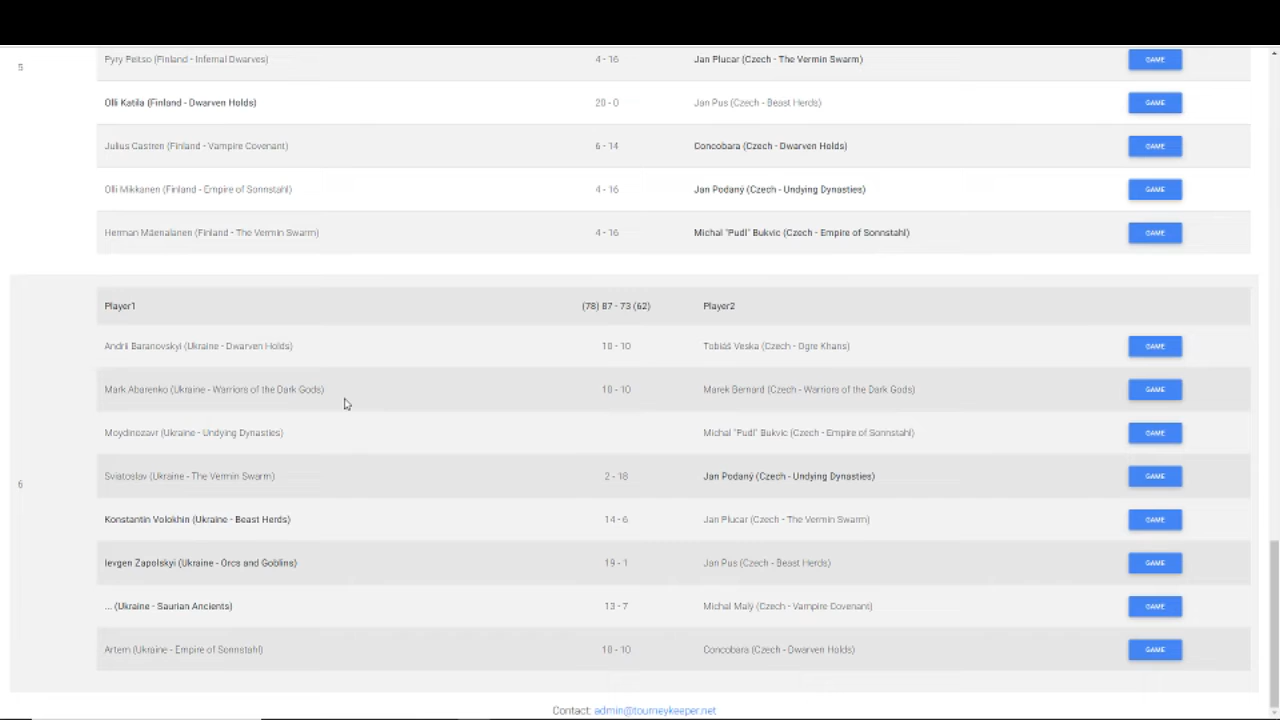 5
Pyry Peitso (Finland - Infernal Dwarves) 4 - 16 Jan Plucar (Czech - The Vermin Swarm) GAME
Olli Katila (Finland - Dwarven Holds) 20 - 0 Jan Pus (Czech - Beast Herds) GAME
Julius Castren (Finland - Vampire Covenant) 6 - 14 Concobara (Czech - Dwarven Holds) GAME
Olli Mikkanen (Finland - Empire of Sonnstahl) 4 - 16 Jan Podaný (Czech - Undying Dynasties) GAME
Herman Mäenalanen (Finland - The Vermin Swarm) 4 - 16 Michal "Pudl" Bukvic (Czech - Empire of Sonnstahl) GAME
Player1 (78) 87 - 73 (62) Player2
Andrii Baranovskyi (Ukraine - Dwarven Holds) 10 - 10 Tobiáš Veska (Czech - Ogre Khans) GAME
Mark Abarenko (Ukraine - Warriors of the Dark Gods) 10 - 10 Marek Bernard (Czech - Warriors of the Dark Gods) GAME
Moydinozavr (Ukraine - Undying Dynasties) Michal "Pudl" Bukvic (Czech - Empire of Sonnstahl) GAME
6
Sviatoslav (Ukraine - The Vermin Swarm) 2 - 18 Jan Podaný (Czech - Undying Dynasties) GAME
Konstantin Volokhin (Ukraine - Beast Herds) 14 - 6 Jan Plucar (Czech - The Vermin Swarm) GAME
Ievgen Zapolskyi (Ukraine - Orcs and Goblins) 19 - 1 Jan Pus (Czech - Beast Herds) GAME
... (Ukraine - Saurian Ancients) 13 - 7 Michal Malý (Czech - Vampire Covenant) GAME
Artem (Ukraine - Empire of Sonnstahl) 10 - 10 Concobara (Czech - Dwarven Holds) GAME
Contact: admin@tourneykeeper.net